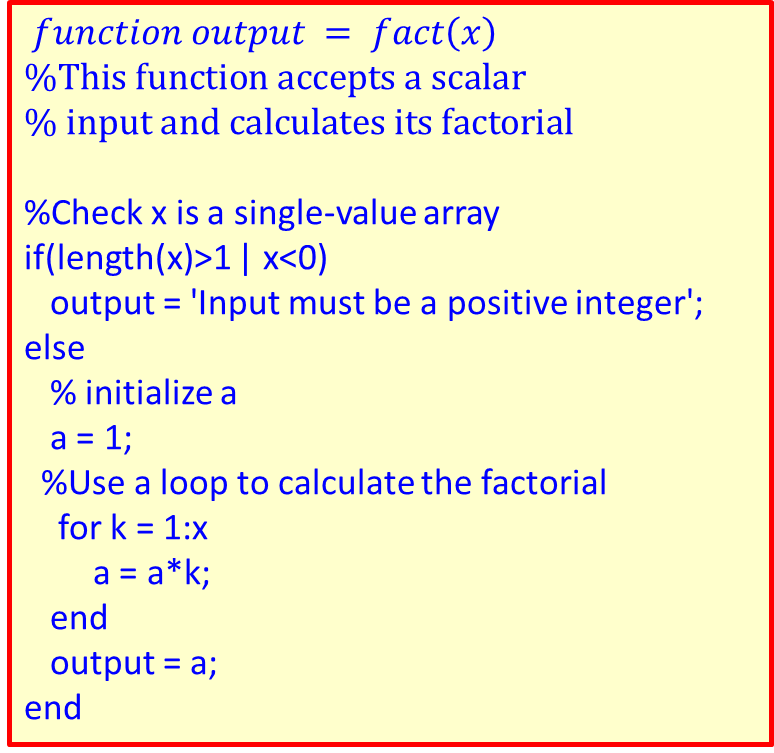 function output = fact(x)
%This function accepts a scalar
% input and calculates its factorial
%Check x is a single-value array
if(length(x)>1 | x<0)
output = 'Input must be a positive integer';
else
% initialize a
a = 1;
%Use a loop to calculate the factorial
for k = 1:x
a = a*k;
end
output = a;
end